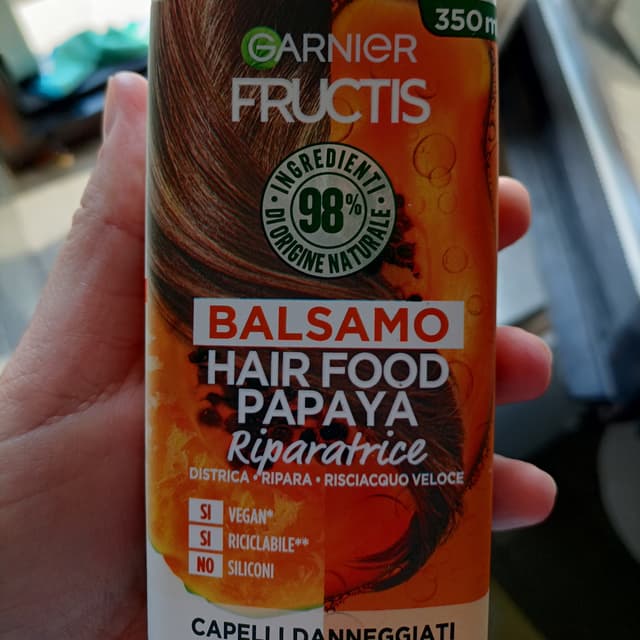 350m
GARNIER
FRUCTIS
INGREDIENTI
98%
DI ORIGINE NATURALE
BALSAMO
HAIR FOOD
PAPAYA
Riparatrice
DISTRICA • RIPARA • RISCIACQUO VELOCE
SI VEGAN*
SI RICICLABILE**
NO SILICONI
CAPELLI DANNEGGIATI